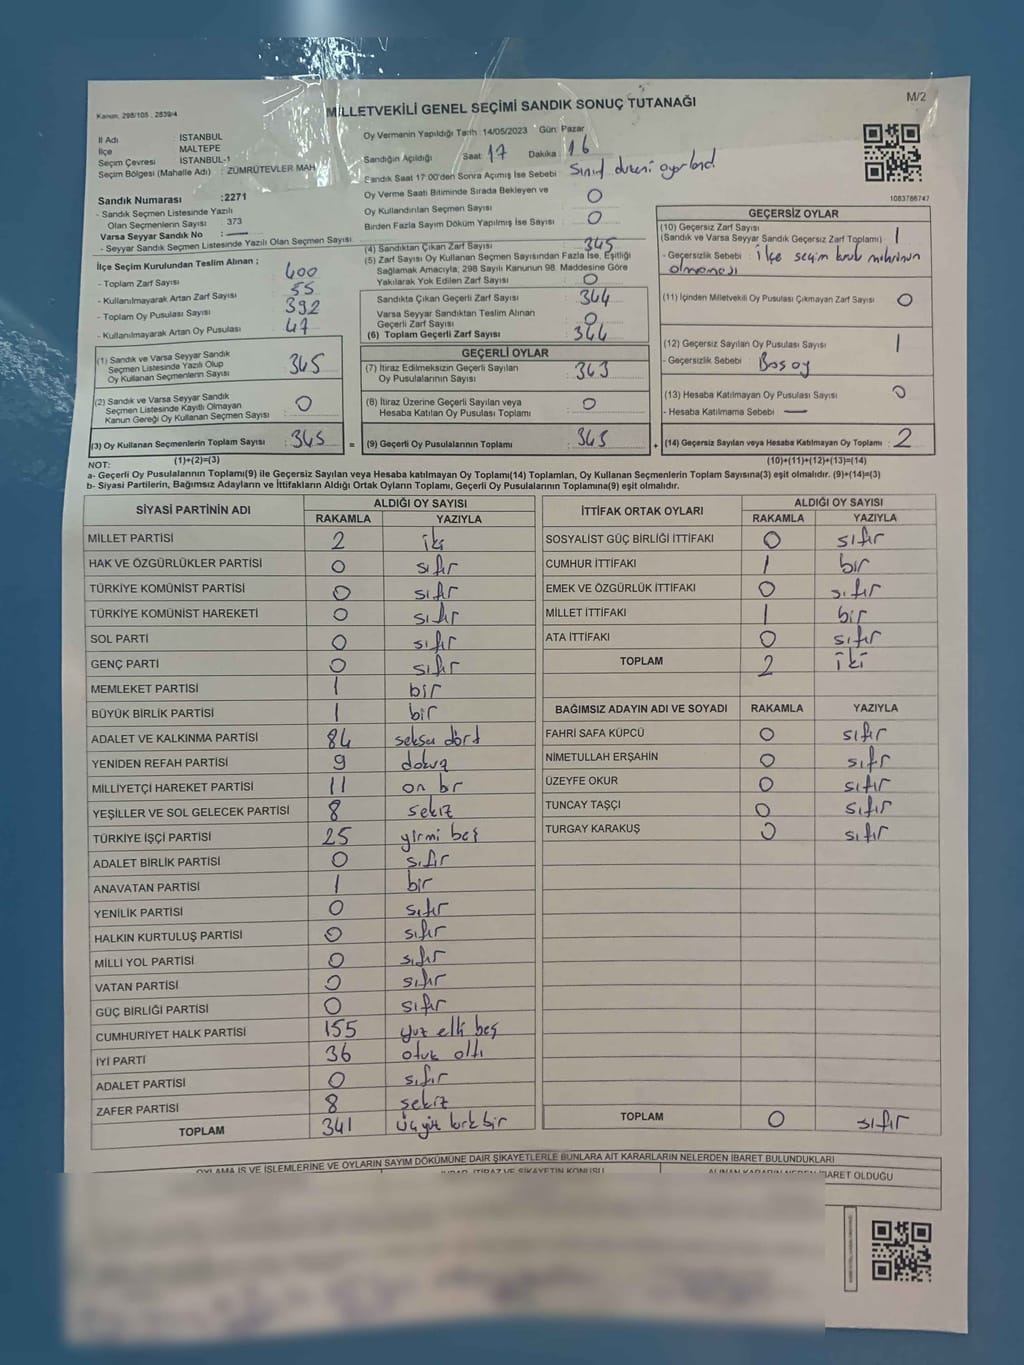 M/2
Kanun. 298/105 , 2839/4
MİLLETVEKİLİ GENEL SEÇİMİ SANDIK SONUÇ TUTANAĞI
İl Adı : İSTANBUL
İlçe MALTEPE
Seçim Çevresi İSTANBUL-1
Seçim Bölgesi (Mahalle Adı) : ZÜMRÜTEVLER MAH
Oy Vermenin Yapıldığı Tarih :14/05/2023 Gün: Pazar
Sandığın Açıldığı Saat: 17 Dakika: 16
Sandık Saat 17:00'den Sonra Açımış İse Sebebi
Oy Verme Saati Bitiminde Sırada Bekleyen ve
Oy Kullandırılan Seçmen Sayısı 0
Birden Fazla Sayım Döküm Yapılmış İse Sayısı 0
1083786747
Sandık Numarası :2271
- Sandık Seçmen Listesinde Yazılı
Olan Seçmenlerin Sayısı : 373
Varsa Seyyar Sandık No : —
- Seyyar Sandık Seçmen Listesinde Yazılı Olan Seçmen Sayısı
İlçe Seçim Kurulundan Teslim Alınan ;
- Toplam Zarf Sayısı 400
- Kullanılmayarak Artan Zarf Sayısı 55
- Toplam Oy Pusulası Sayısı 392
- Kullanılmayarak Artan Oy Pusulası 47
(1) Sandık ve Varsa Seyyar Sandık
Seçmen Listesinde Yazılı Olup
Oy Kullanan Seçmenlerin Sayısı 345
(2) Sandık ve Varsa Seyyar Sandık
Seçmen Listesinde Kayıtlı Olmayan
Kanun Gereği Oy Kullanan Seçmen Sayısı 0
(3) Oy Kullanan Seçmenlerin Toplam Sayısı : 345
(1)+(2)=(3)
(4) Sandıktan Çıkan Zarf Sayısı : 345
(5) Zarf Sayısı Oy Kullanan Seçmen Sayısından Fazla İse, Eşitliği
Sağlamak Amacıyla; 298 Sayılı Kanunun 98. Maddesine Göre
Yakılarak Yok Edilen Zarf Sayısı : 0
Sandıkta Çıkan Geçerli Zarf Sayısı : 344
Varsa Seyyar Sandıktan Teslim Alınan
Geçerli Zarf Sayısı 0
(6) Toplam Geçerli Zarf Sayısı : 344
GEÇERLİ OYLAR
(7) İtiraz Edilmeksizin Geçerli Sayılan
Oy Pusulalarının Sayısı : 343
(8) İtiraz Üzerine Geçerli Sayılan veya
Hesaba Katılan Oy Pusulası Toplamı : 0
= (9) Geçerli Oy Pusulalarının Toplamı : 343
GEÇERSİZ OYLAR
(10) Geçersiz Zarf Sayısı
(Sandık ve Varsa Seyyar Sandık Geçersiz Zarf Toplamı) 1
- Geçersizlik Sebebi : ilçe seçim kurulu mührünün
olmaması
(11) İçinden Milletvekili Oy Pusulası Çıkmayan Zarf Sayısı : 0
(12) Geçersiz Sayılan Oy Pusulası Sayısı 1
- Geçersizlik Sebebi : Boş oy
(13) Hesaba Katılmayan Oy Pusulası Sayısı 0
- Hesaba Katılmama Sebebi : —
+ (14) Geçersiz Sayılan veya Hesaba Katılmayan Oy Toplamı : 2
(10)+(11)+(12)+(13)=(14)
NOT:
a- Geçerli Oy Pusulalarının Toplamı(9) ile Geçersiz Sayılan veya Hesaba katılmayan Oy Toplamı(14) Toplamları, Oy Kullanan Seçmenlerin Toplam Sayısına(3) eşit olmalıdır. (9)+(14)=(3)
b- Siyasi Partilerin, Bağımsız Adayların ve İttifakların Aldığı Ortak Oyların Toplamı, Geçerli Oy Pusulalarının Toplamına(9) eşit olmalıdır.
SİYASİ PARTİNİN ADI ALDIĞI OY SAYISI
RAKAMLA YAZIYLA
MİLLET PARTİSİ 2 iki
HAK VE ÖZGÜRLÜKLER PARTİSİ 0 sıfır
TÜRKİYE KOMÜNİST PARTİSİ 0 sıfır
TÜRKİYE KOMÜNİST HAREKETİ 0 sıfır
SOL PARTİ 0 sıfır
GENÇ PARTİ 0 sıfır
MEMLEKET PARTİSİ 1 bir
BÜYÜK BİRLİK PARTİSİ 1 bir
ADALET VE KALKINMA PARTİSİ 84 seksen dört
YENİDEN REFAH PARTİSİ 9 dokuz
MİLLİYETÇİ HAREKET PARTİSİ 11 on bir
YEŞİLLER VE SOL GELECEK PARTİSİ 8 sekiz
TÜRKİYE İŞÇİ PARTİSİ 25 yirmi beş
ADALET BİRLİK PARTİSİ 0 sıfır
ANAVATAN PARTİSİ 1 bir
YENİLİK PARTİSİ 0 sıfır
HALKIN KURTULUŞ PARTİSİ 0 sıfır
MİLLİ YOL PARTİSİ 0 sıfır
VATAN PARTİSİ 0 sıfır
GÜÇ BİRLİĞİ PARTİSİ 0 sıfır
CUMHURİYET HALK PARTİSİ 155 yüz elli beş
İYİ PARTİ 36 otuz altı
ADALET PARTİSİ 0 sıfır
ZAFER PARTİSİ 8 sekiz
TOPLAM 341 üç yüz kırk bir
İTTİFAK ORTAK OYLARI ALDIĞI OY SAYISI
RAKAMLA YAZIYLA
SOSYALİST GÜÇ BİRLİĞİ İTTİFAKI 0 sıfır
CUMHUR İTTİFAKI 1 bir
EMEK VE ÖZGÜRLÜK İTTİFAKI 0 sıfır
MİLLET İTTİFAKI 1 bir
ATA İTTİFAKI 0 sıfır
TOPLAM 2 iki
BAĞIMSIZ ADAYIN ADI VE SOYADI RAKAMLA YAZIYLA
FAHRİ SAFA KÜPCÜ 0 sıfır
NİMETULLAH ERŞAHİN 0 sıfır
ÜZEYFE OKUR 0 sıfır
TUNCAY TAŞÇI 0 sıfır
TURGAY KARAKUŞ 0 sıfır
TOPLAM 0 sıfır
OYLAMA İŞ VE İŞLEMLERİNE VE OYLARIN SAYIM DÖKÜMÜNE DAİR ŞİKAYETLERLE BUNLARA AİT KARARLARIN NELERDEN İBARET BULUNDUKLARI
İTİRAZ VE ŞİKAYETİN KONUSU
İBARET OLDUĞU